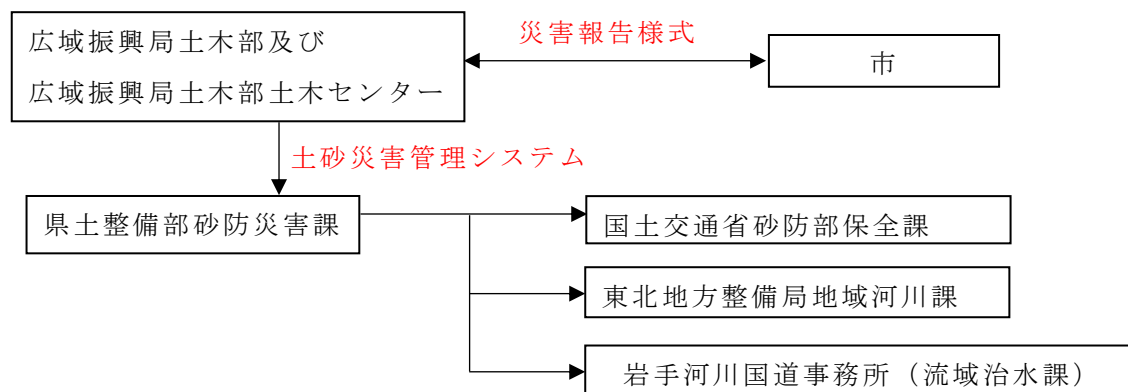 広域振興局土木部及び
広域振興局土木部土木センター
災害報告様式
市
土砂災害管理システム
県土整備部砂防災害課
国土交通省砂防部保全課
東北地方整備局地域河川課
岩手河川国道事務所（流域治水課）